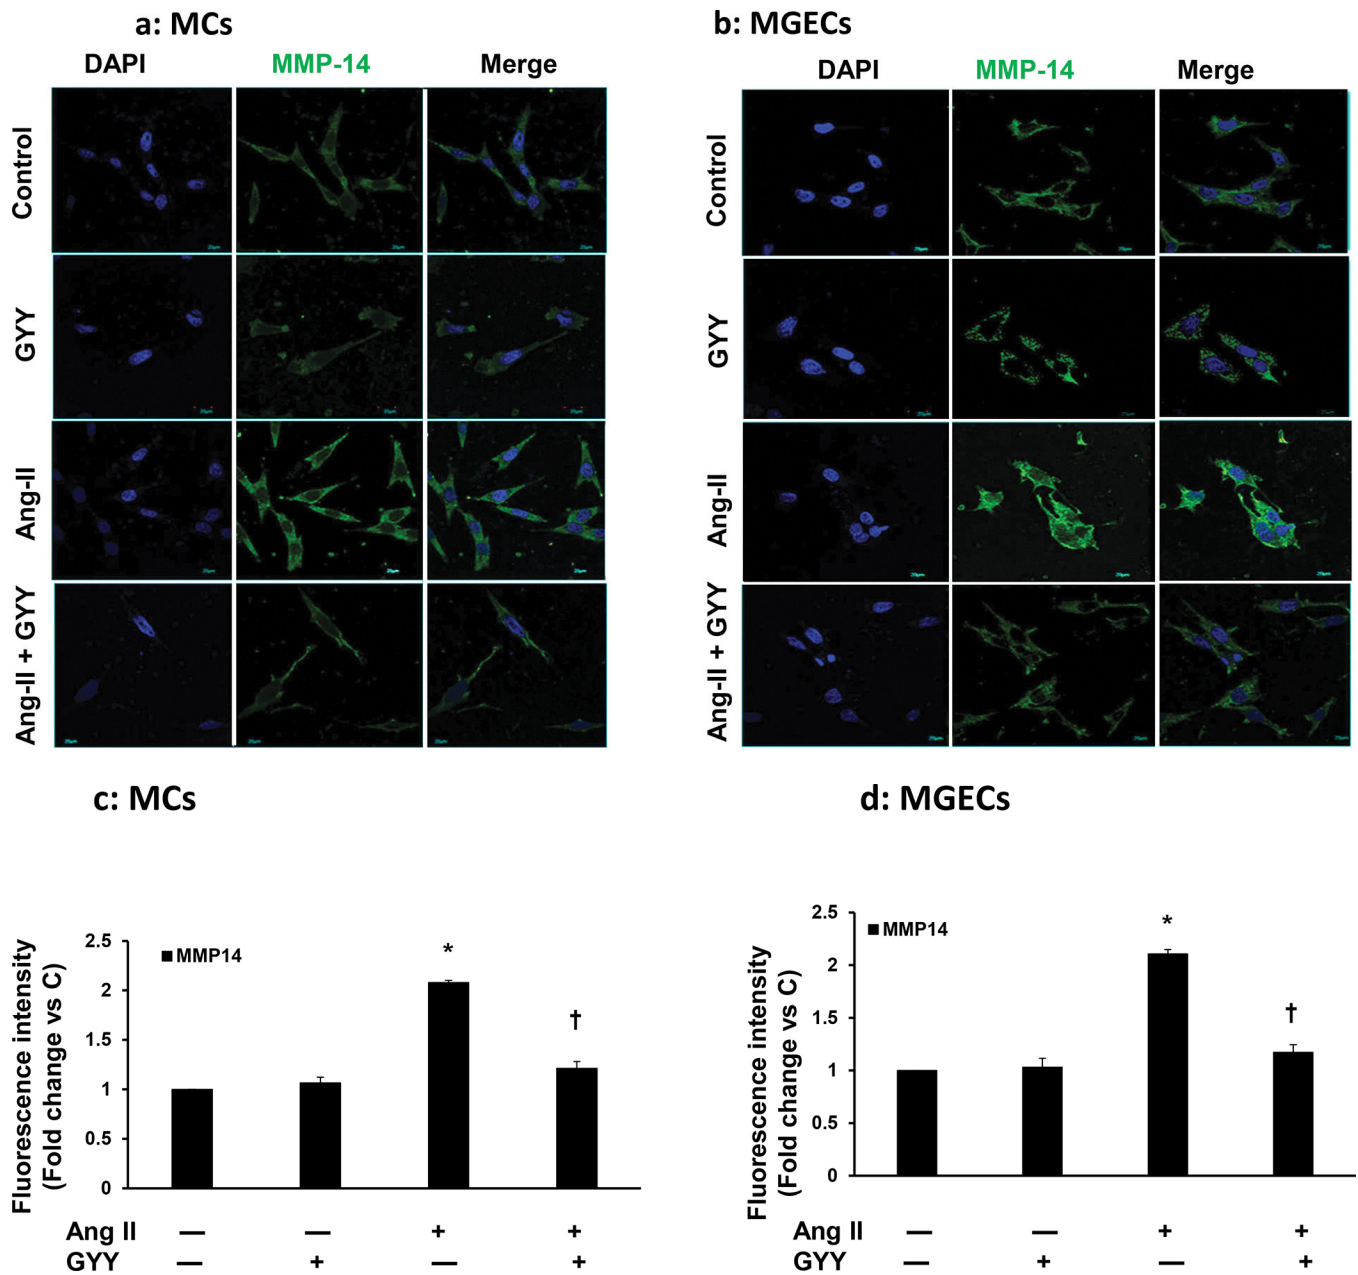 a: MCs
DAPI MMP-14 Merge
Control
GYY
Ang-II
Ang-II + GYY
b: MGECs
DAPI MMP-14 Merge
Control
GYY
Ang-II
Ang-II + GYY
c: MCs
Fluorescence intensity
(Fold change vs C)
MMP14
2.5
2
1.5
1
0.5
0
*
†
Ang II — — + +
GYY — + — +
d: MGECs
Fluorescence intensity
(Fold change vs C)
MMP14
2.5
2
1.5
1
0.5
0
*
†
Ang II — — + +
GYY — + — +